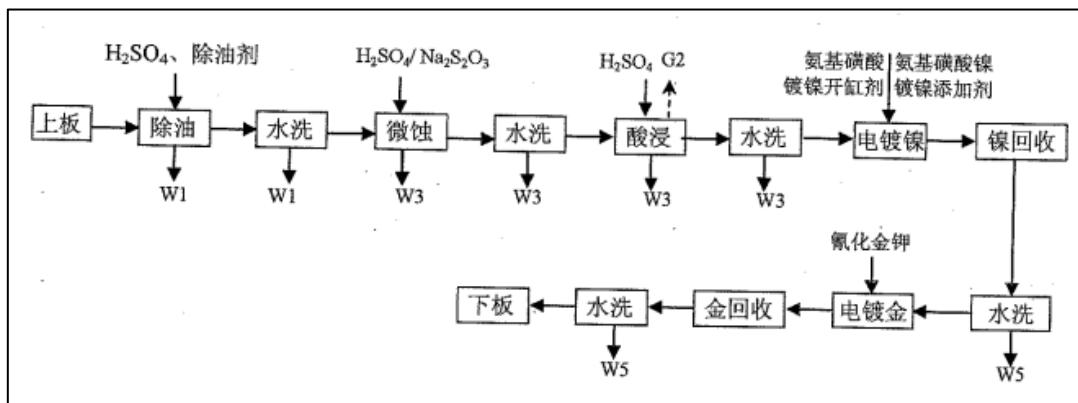 H₂SO₄、除油剂
H₂SO₄/Na₂S₂O₃
H₂SO₄ G2
氨基磺酸
镀镍开缸剂
氨基磺酸镍
镀镍添加剂
上板
除油
水洗
微蚀
水洗
酸浸
水洗
电镀镍
镍回收
W1
W1
W3
W3
W3
W3
氰化金钾
下板
水洗
金回收
电镀金
水洗
W5
W5